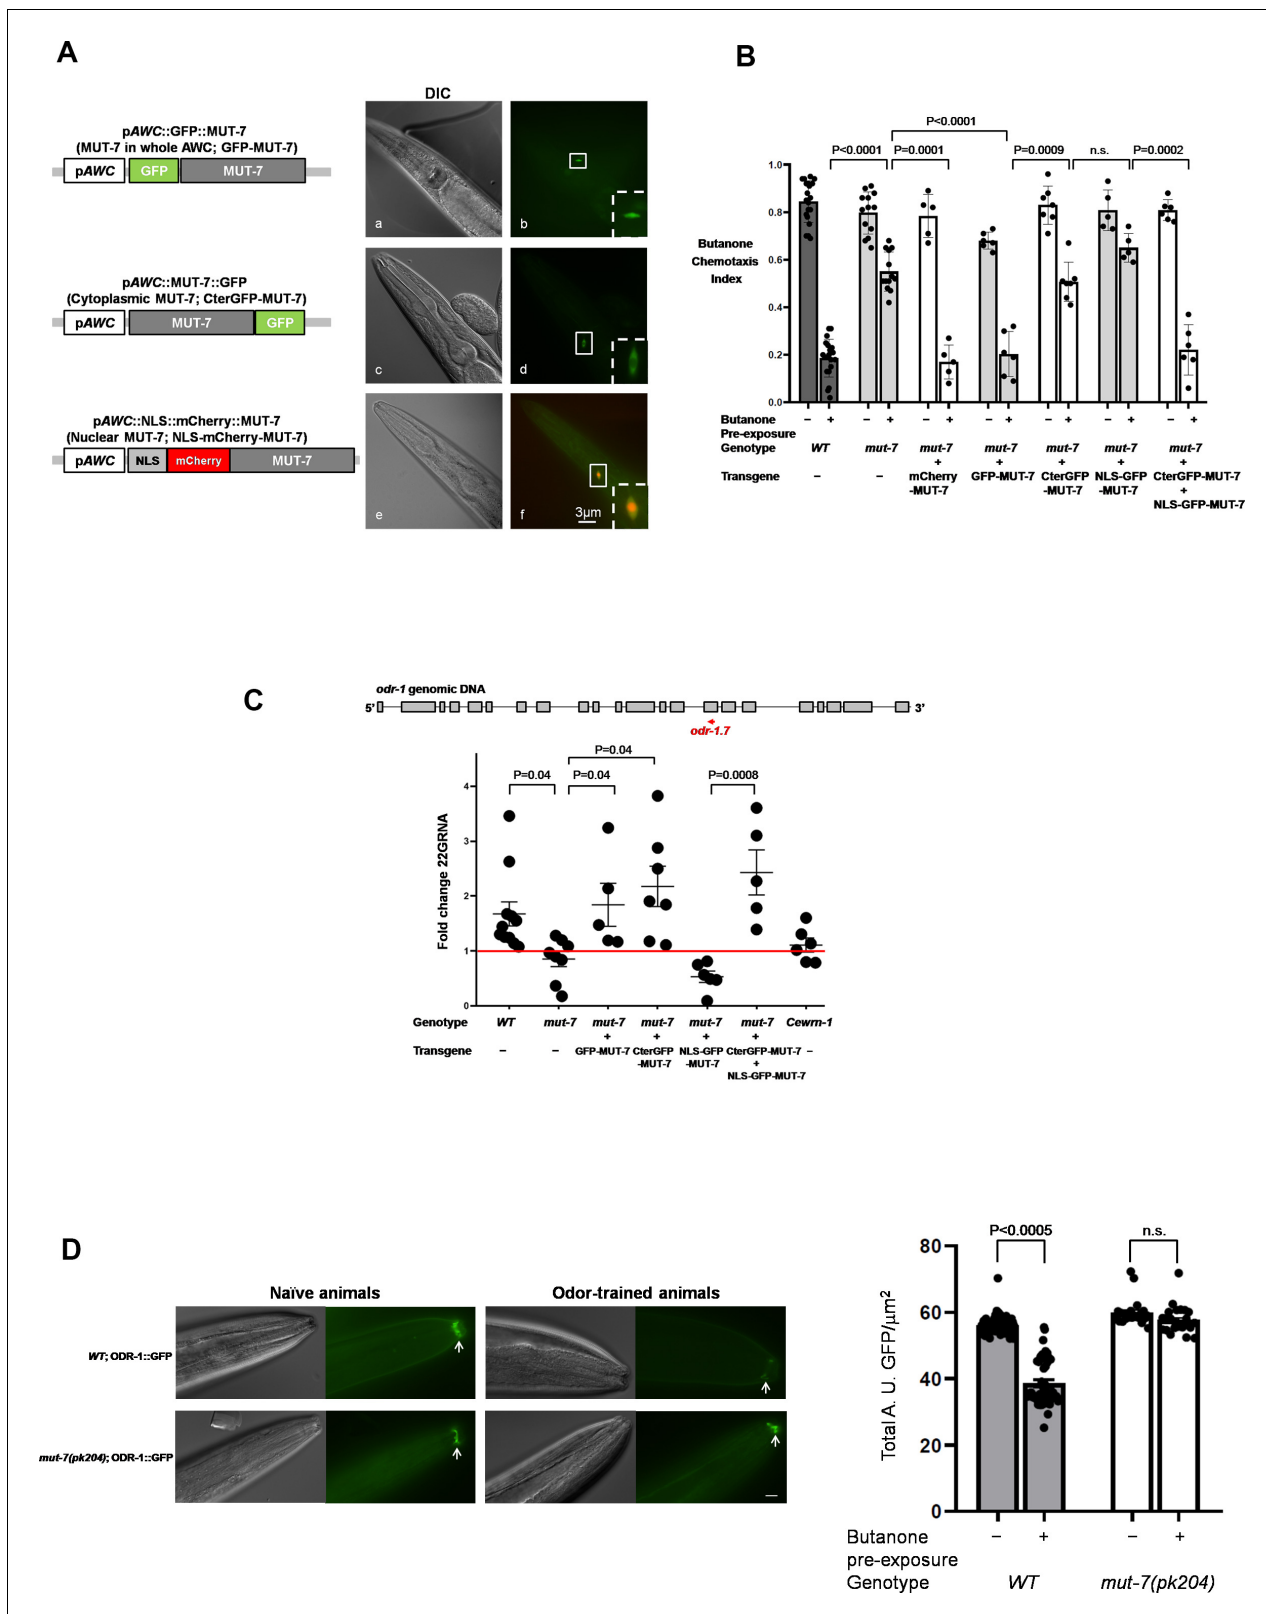 A
DIC
pAWC::GFP::MUT-7
(MUT-7 in whole AWC; GFP-MUT-7)
pAWC GFP MUT-7
a b
pAWC::MUT-7::GFP
(Cytoplasmic MUT-7; CterGFP-MUT-7)
pAWC MUT-7 GFP
c d
pAWC::NLS::mCherry::MUT-7
(Nuclear MUT-7; NLS-mCherry-MUT-7)
pAWC NLS mCherry MUT-7
e f 3μm
B
P<0.0001
P<0.0001 P=0.0001 P=0.0009 n.s. P=0.0002
Butanone
Chemotaxis
Index
1.0
0.8
0.6
0.4
0.2
0.0
Butanone − + − + − + − + − + − + − +
Pre-exposure
Genotype WT mut-7 mut-7 mut-7 mut-7 mut-7 mut-7
+ + + + +
Transgene − − mCherry GFP-MUT-7 CterGFP NLS-GFP CterGFP-MUT-7
-MUT-7 -MUT-7 -MUT-7 +
NLS-GFP-MUT-7
C
odr-1 genomic DNA
5’ 3’
odr-1.7
P=0.04
P=0.04 P=0.04 P=0.0008
Fold change 22GRNA
4
3
2
1
0
Genotype WT mut-7 mut-7 mut-7 mut-7 mut-7 Cewrn-1
+ + + +
Transgene − − GFP-MUT-7 CterGFP NLS-GFP CterGFP-MUT-7 −
-MUT-7 -MUT-7 +
NLS-GFP-MUT-7
D
Naïve animals Odor-trained animals
WT; ODR-1::GFP
mut-7(pk204); ODR-1::GFP
P<0.0005 n.s.
Total A. U. GFP/μm²
80
60
40
20
0
Butanone − + − +
pre-exposure
Genotype WT mut-7(pk204)